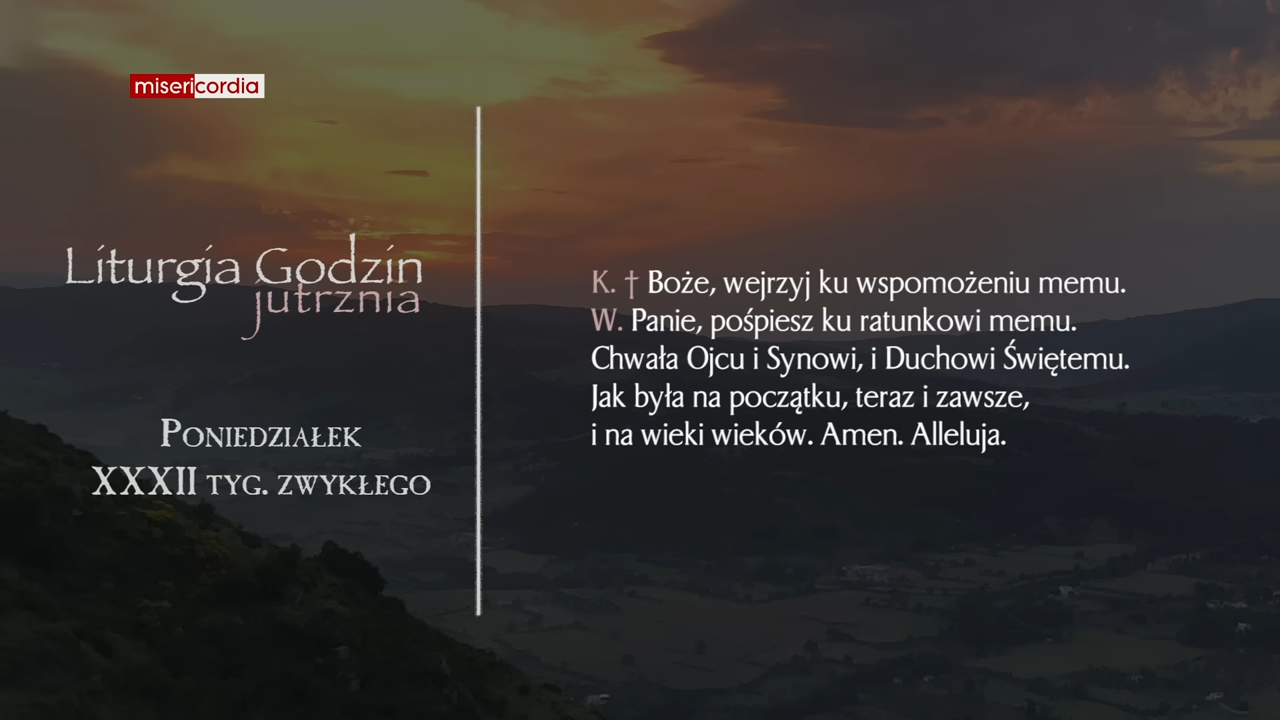 misericordia
Liturgia Godzin
jutrznia
Poniedziałek
XXXII tyg. zwykłego
K. † Boże, wejrzyj ku wspomożeniu memu.
W. Panie, pośpiesz ku ratunkowi memu.
Chwała Ojcu i Synowi, i Duchowi Świętemu.
Jak była na początku, teraz i zawsze,
i na wieki wieków. Amen. Alleluja.